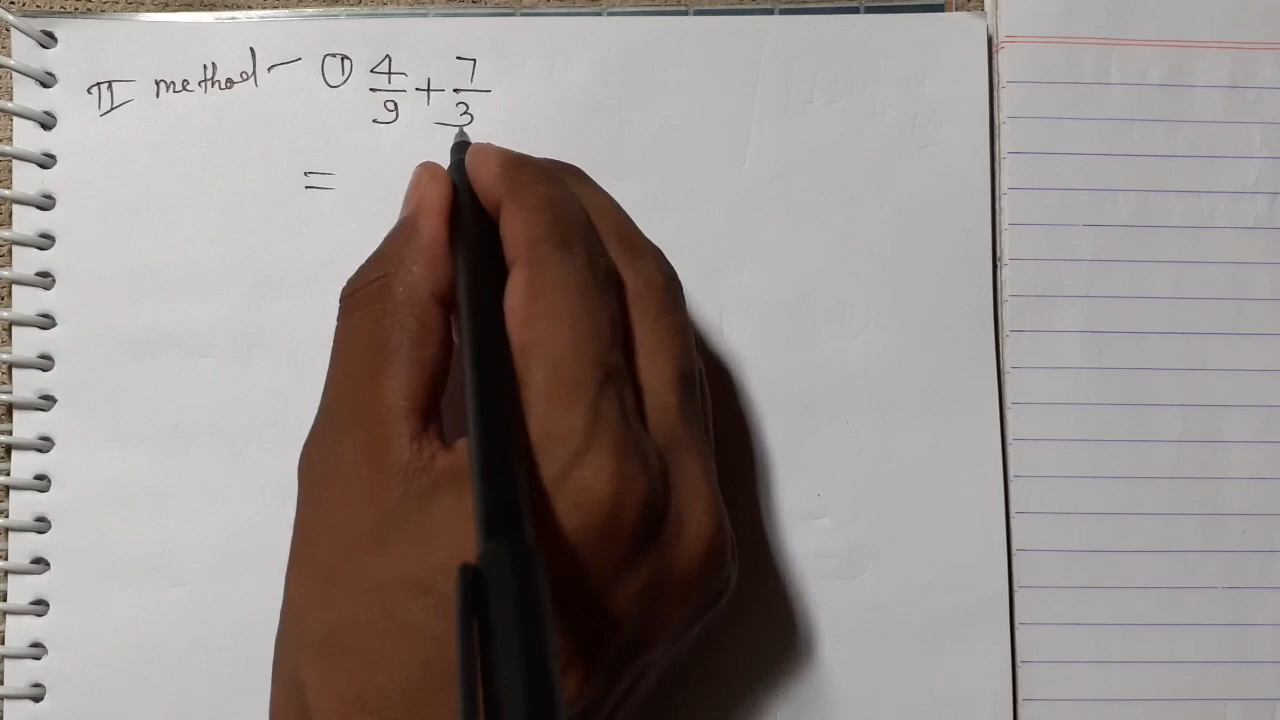 II method - ① 4/9 + 7/3
=